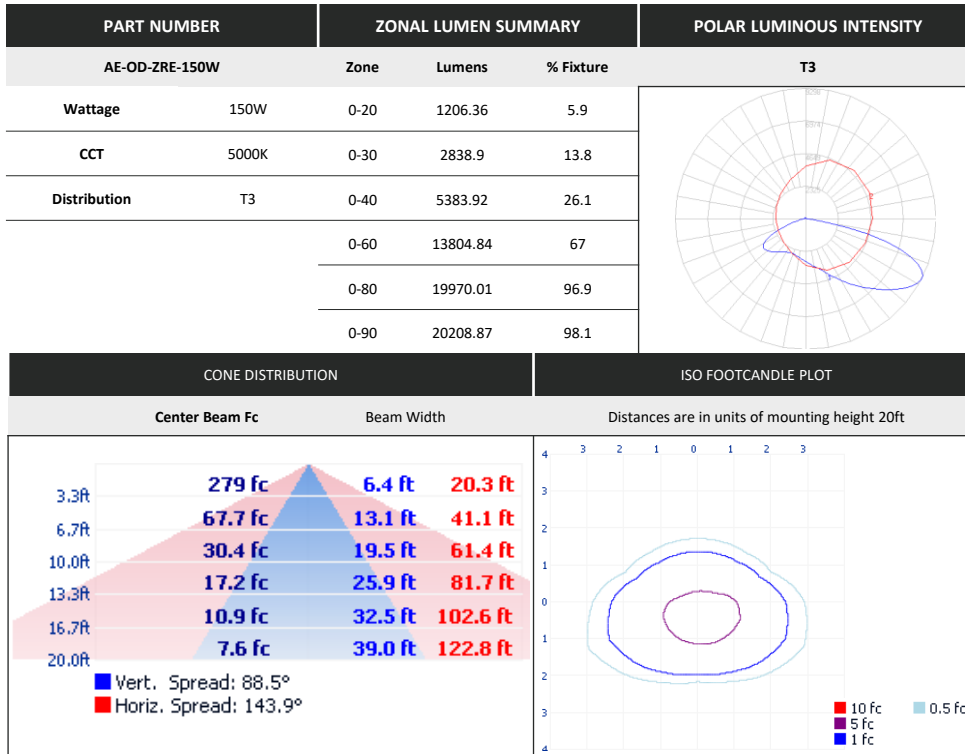 PART NUMBER ZONAL LUMEN SUMMARY POLAR LUMINOUS INTENSITY
AE-OD-ZRE-150W Zone Lumens % Fixture T3
Wattage 150W 0-20 1206.36 5.9
CCT 5000K 0-30 2838.9 13.8
Distribution T3 0-40 5383.92 26.1
0-60 13804.84 67
0-80 19970.01 96.9
0-90 20208.87 98.1
CONE DISTRIBUTION ISO FOOTCANDLE PLOT
Center Beam Fc Beam Width Distances are in units of mounting height 20ft
3.3ft 279 fc 6.4 ft 20.3 ft
6.7ft 67.7 fc 13.1 ft 41.1 ft
10.0ft 30.4 fc 19.5 ft 61.4 ft
13.3ft 17.2 fc 25.9 ft 81.7 ft
16.7ft 10.9 fc 32.5 ft 102.6 ft
20.0ft 7.6 fc 39.0 ft 122.8 ft
Vert. Spread: 88.5°
Horiz. Spread: 143.9°
3 2 1 0 1 2 3
4
3
2
1
0
1
2
3
4
10 fc 0.5 fc
5 fc
1 fc